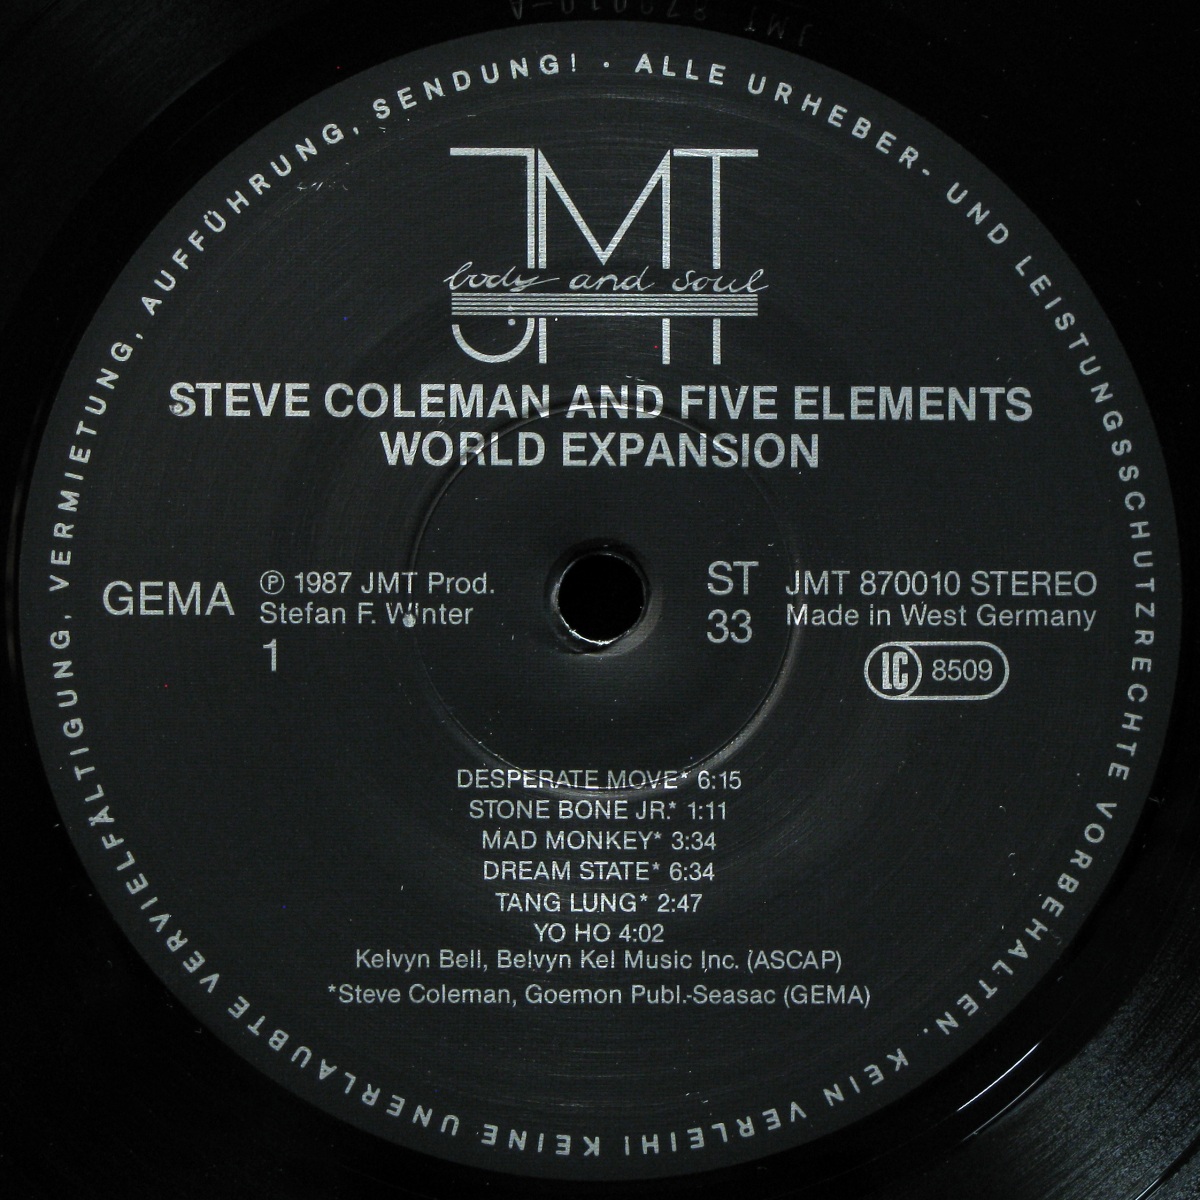 JMT 870010-A
ALLE URHEBER- UND LEISTUNGSSCHUTZRECHTE VORBEHALTEN. KEIN VERLEIH! KEINE UNERLAUBTE VERVIELFÄLTIGUNG, VERMIETUNG, AUFFÜHRUNG, SENDUNG! ·
JMT
body and soul
STEVE COLEMAN AND FIVE ELEMENTS
WORLD EXPANSION
GEMA
℗ 1987 JMT Prod.
Stefan F. Winter
1
ST
33
JMT 870010 STEREO
Made in West Germany
LC 8509
DESPERATE MOVE* 6:15
STONE BONE JR.* 1:11
MAD MONKEY* 3:34
DREAM STATE* 6:34
TANG LUNG* 2:47
YO HO 4:02
Kelvyn Bell, Belvyn Kel Music Inc. (ASCAP)
*Steve Coleman, Goemon Publ.-Seasac (GEMA)